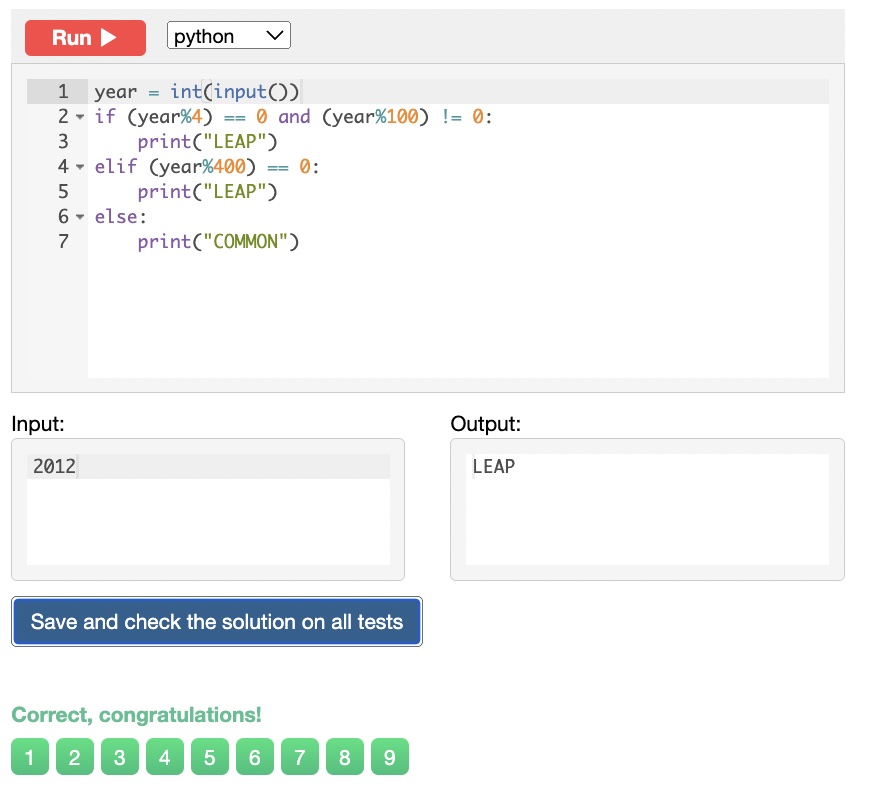 Run
python
1 year = int(input())
2 if (year%4) == 0 and (year%100) != 0:
3     print("LEAP")
4 elif (year%400) == 0:
5     print("LEAP")
6 else:
7     print("COMMON")
Input:
2012
Output:
LEAP
Save and check the solution on all tests
Correct, congratulations!
1 2 3 4 5 6 7 8 9